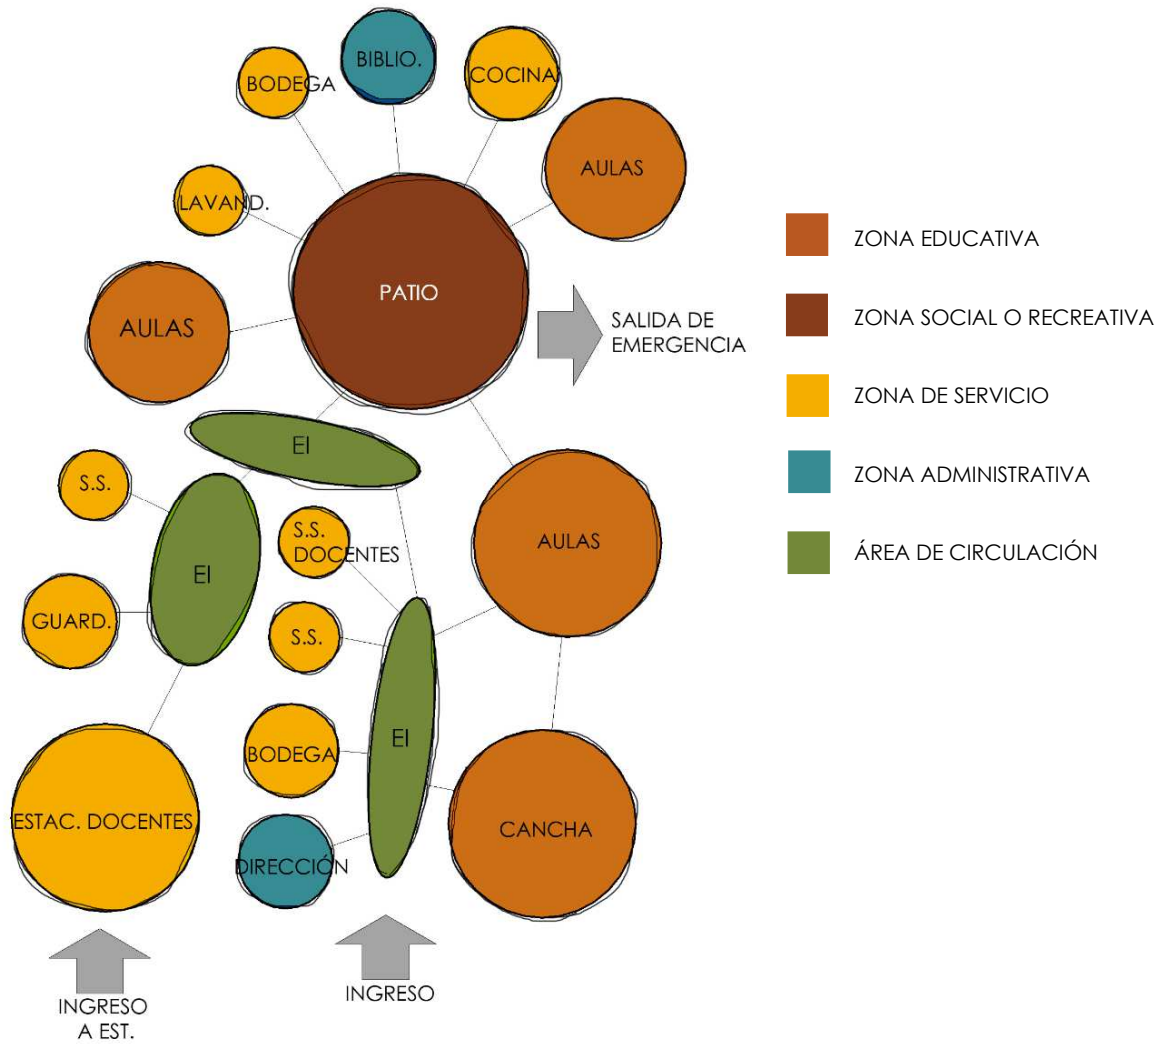 BIBLIO.
BODEGA
COCINA
AULAS
LAVAND.
PATIO
AULAS
SALIDA DE
EMERGENCIA
EI
S.S.
S.S.
DOCENTES
AULAS
EI
GUARD.
S.S.
EI
BODEGA
ESTAC. DOCENTES
CANCHA
DIRECCIÓN
INGRESO
INGRESO
A EST.
ZONA EDUCATIVA
ZONA SOCIAL O RECREATIVA
ZONA DE SERVICIO
ZONA ADMINISTRATIVA
ÁREA DE CIRCULACIÓN